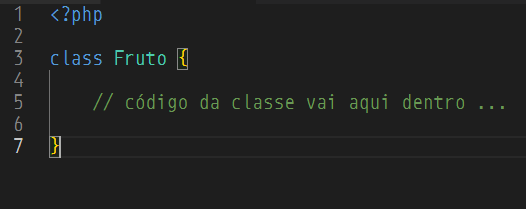 1 <?php
2
3 class Fruto {
4
5 // código da classe vai aqui dentro ...
6
7 }